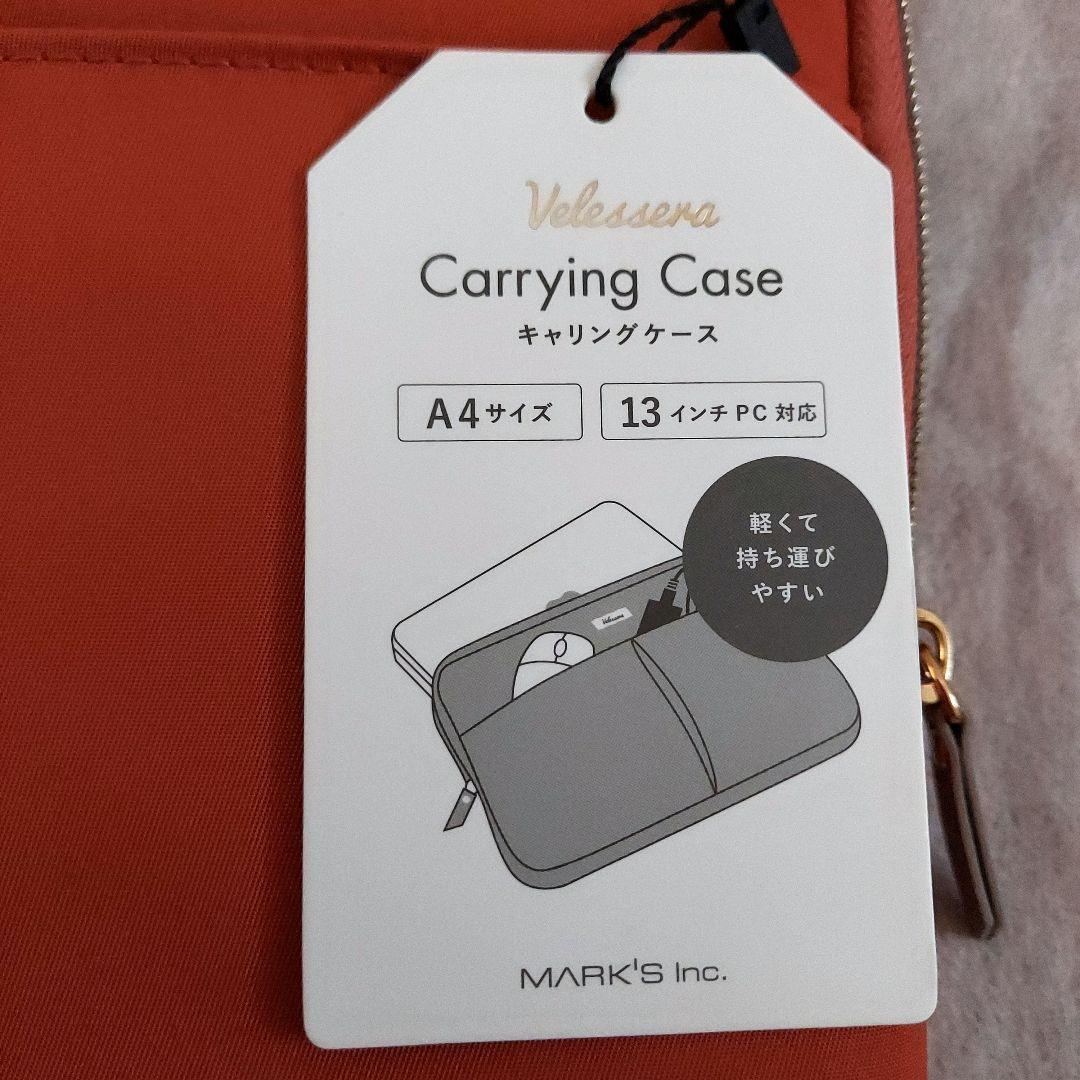 Velessera
Carrying Case
キャリングケース
A4サイズ
13インチPC対応
軽くて
持ち運び
やすい
Velessera
MARK'S Inc.